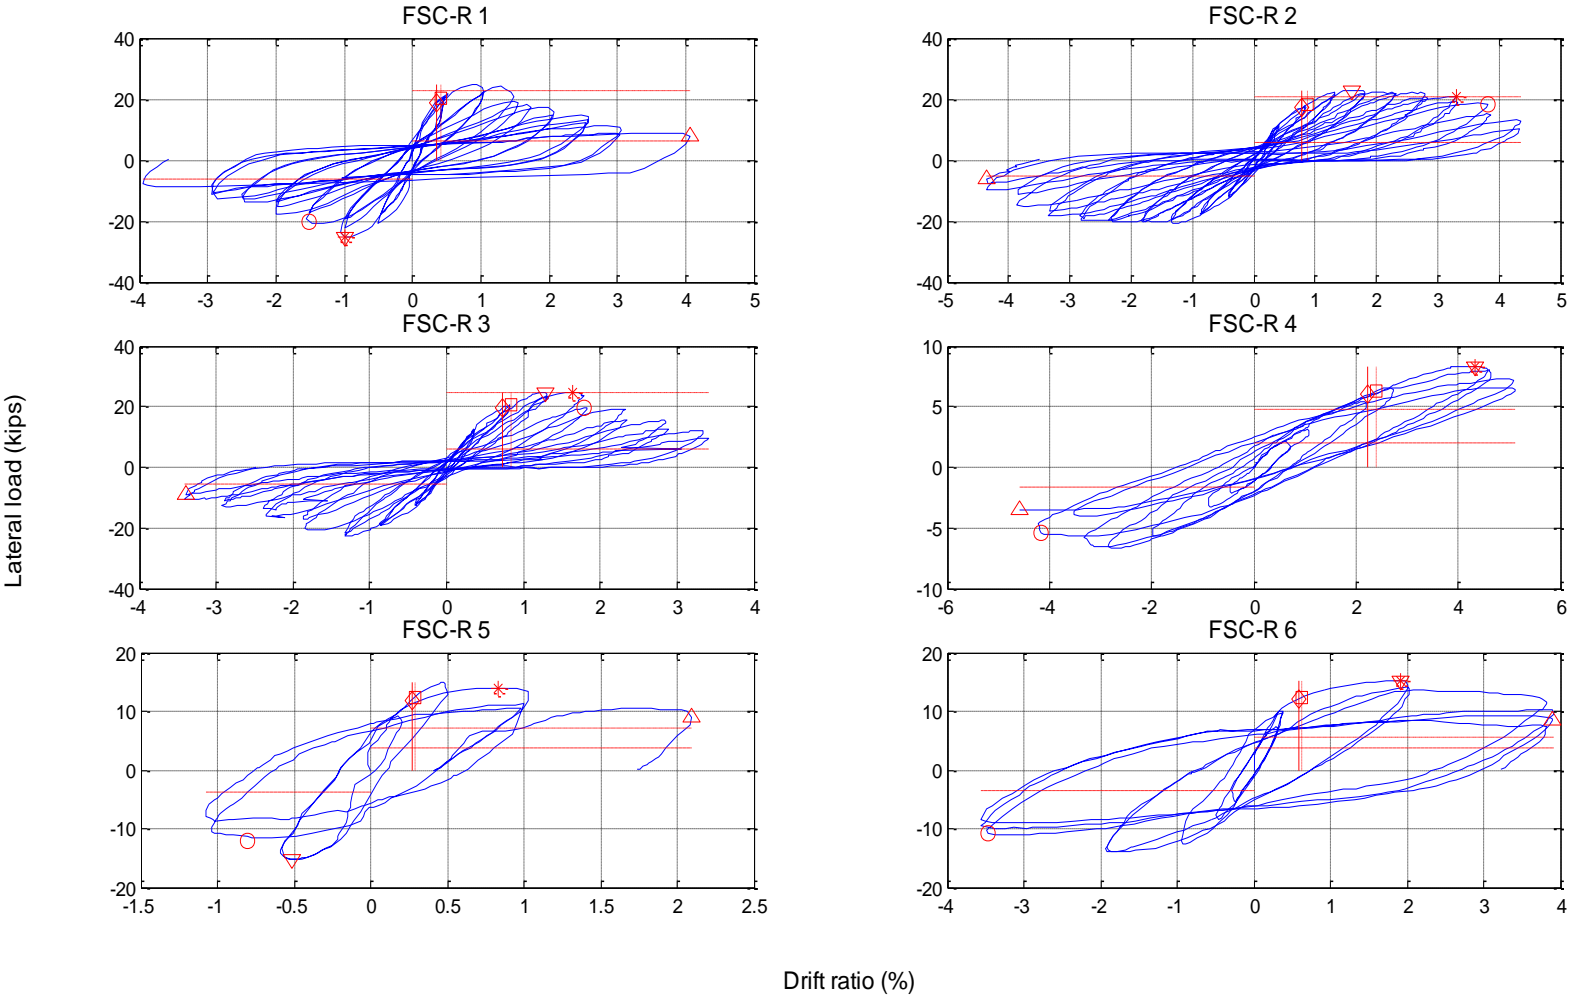 FSC-R 1
FSC-R 2
40
20
0
-20
-40
-4 -3 -2 -1 0 1 2 3 4 5
40
20
0
-20
-40
-5 -4 -3 -2 -1 0 1 2 3 4 5
FSC-R 3
FSC-R 4
40
20
0
-20
-40
-4 -3 -2 -1 0 1 2 3 4
10
5
0
-5
-10
-6 -4 -2 0 2 4 6
FSC-R 5
FSC-R 6
20
10
0
-10
-20
-1.5 -1 -0.5 0 0.5 1 1.5 2 2.5
20
10
0
-10
-20
-4 -3 -2 -1 0 1 2 3 4
Lateral load (kips)
Drift ratio (%)